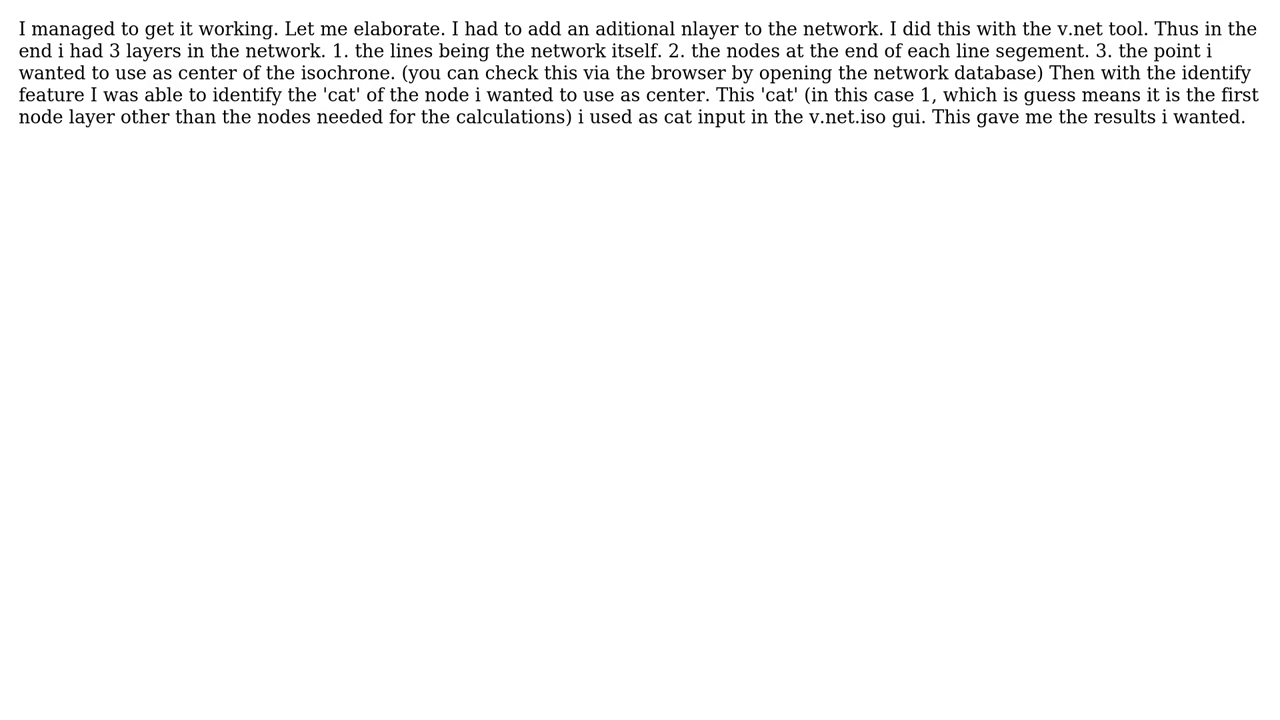 I managed to get it working. Let me elaborate. I had to add an aditional nlayer to the network. I did this with the v.net tool. Thus in the
end i had 3 layers in the network. 1. the lines being the network itself. 2. the nodes at the end of each line segement. 3. the point i
wanted to use as center of the isochrone. (you can check this via the browser by opening the network database) Then with the identify
feature I was able to identify the 'cat' of the node i wanted to use as center. This 'cat' (in this case 1, which is guess means it is the first
node layer other than the nodes needed for the calculations) i used as cat input in the v.net.iso gui. This gave me the results i wanted.